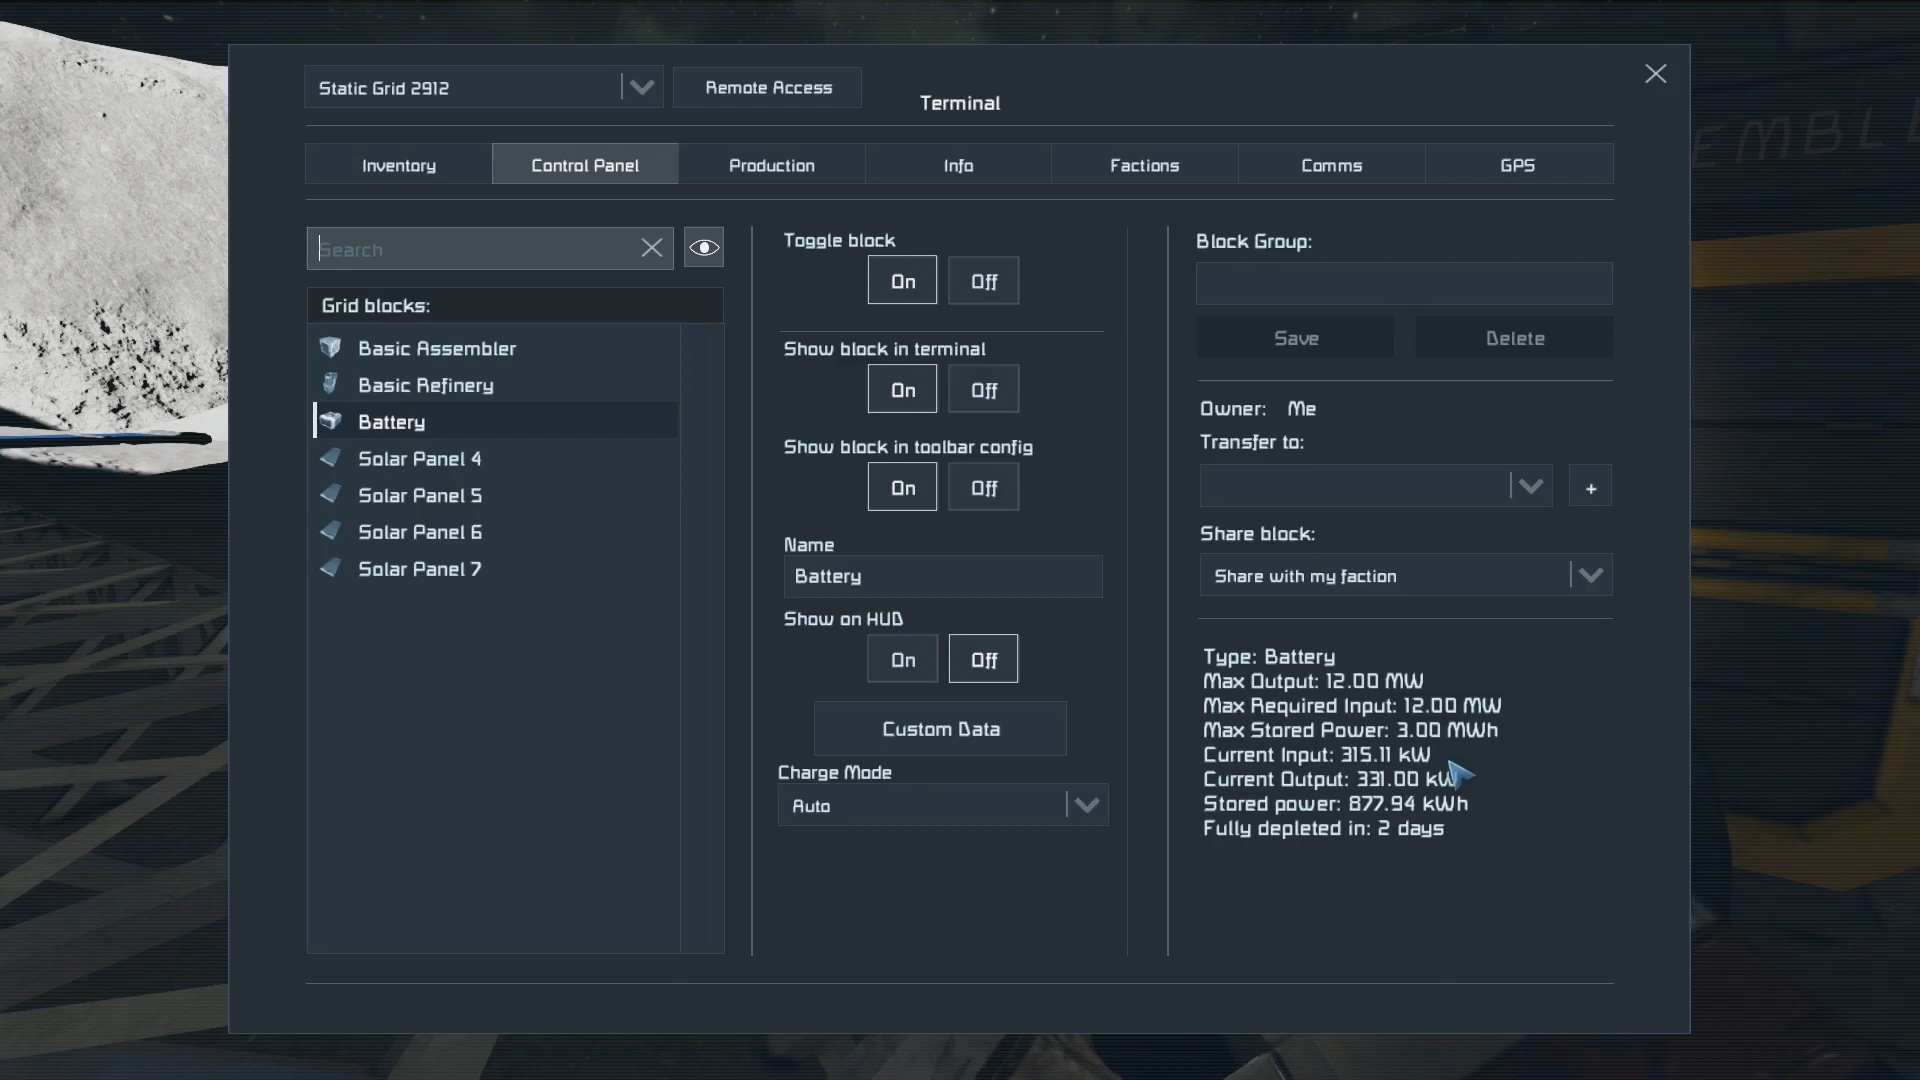 Static Grid 2912
Remote Access
Terminal
Inventory
Control Panel
Production
Info
Factions
Comms
GPS
Search
Grid blocks:
Basic Assembler
Basic Refinery
Battery
Solar Panel 4
Solar Panel 5
Solar Panel 6
Solar Panel 7
Toggle block
On Off
Show block in terminal
On Off
Show block in toolbar config
On Off
Name
Battery
Show on HUD
On Off
Custom Data
Charge Mode
Auto
Block Group:
Save Delete
Owner: Me
Transfer to:
+
Share block:
Share with my faction
Type: Battery
Max Output: 12.00 MW
Max Required Input: 12.00 MW
Max Stored Power: 3.00 MWh
Current Input: 315.11 kW
Current Output: 331.00 kW
Stored power: 877.94 kWh
Fully depleted in: 2 days